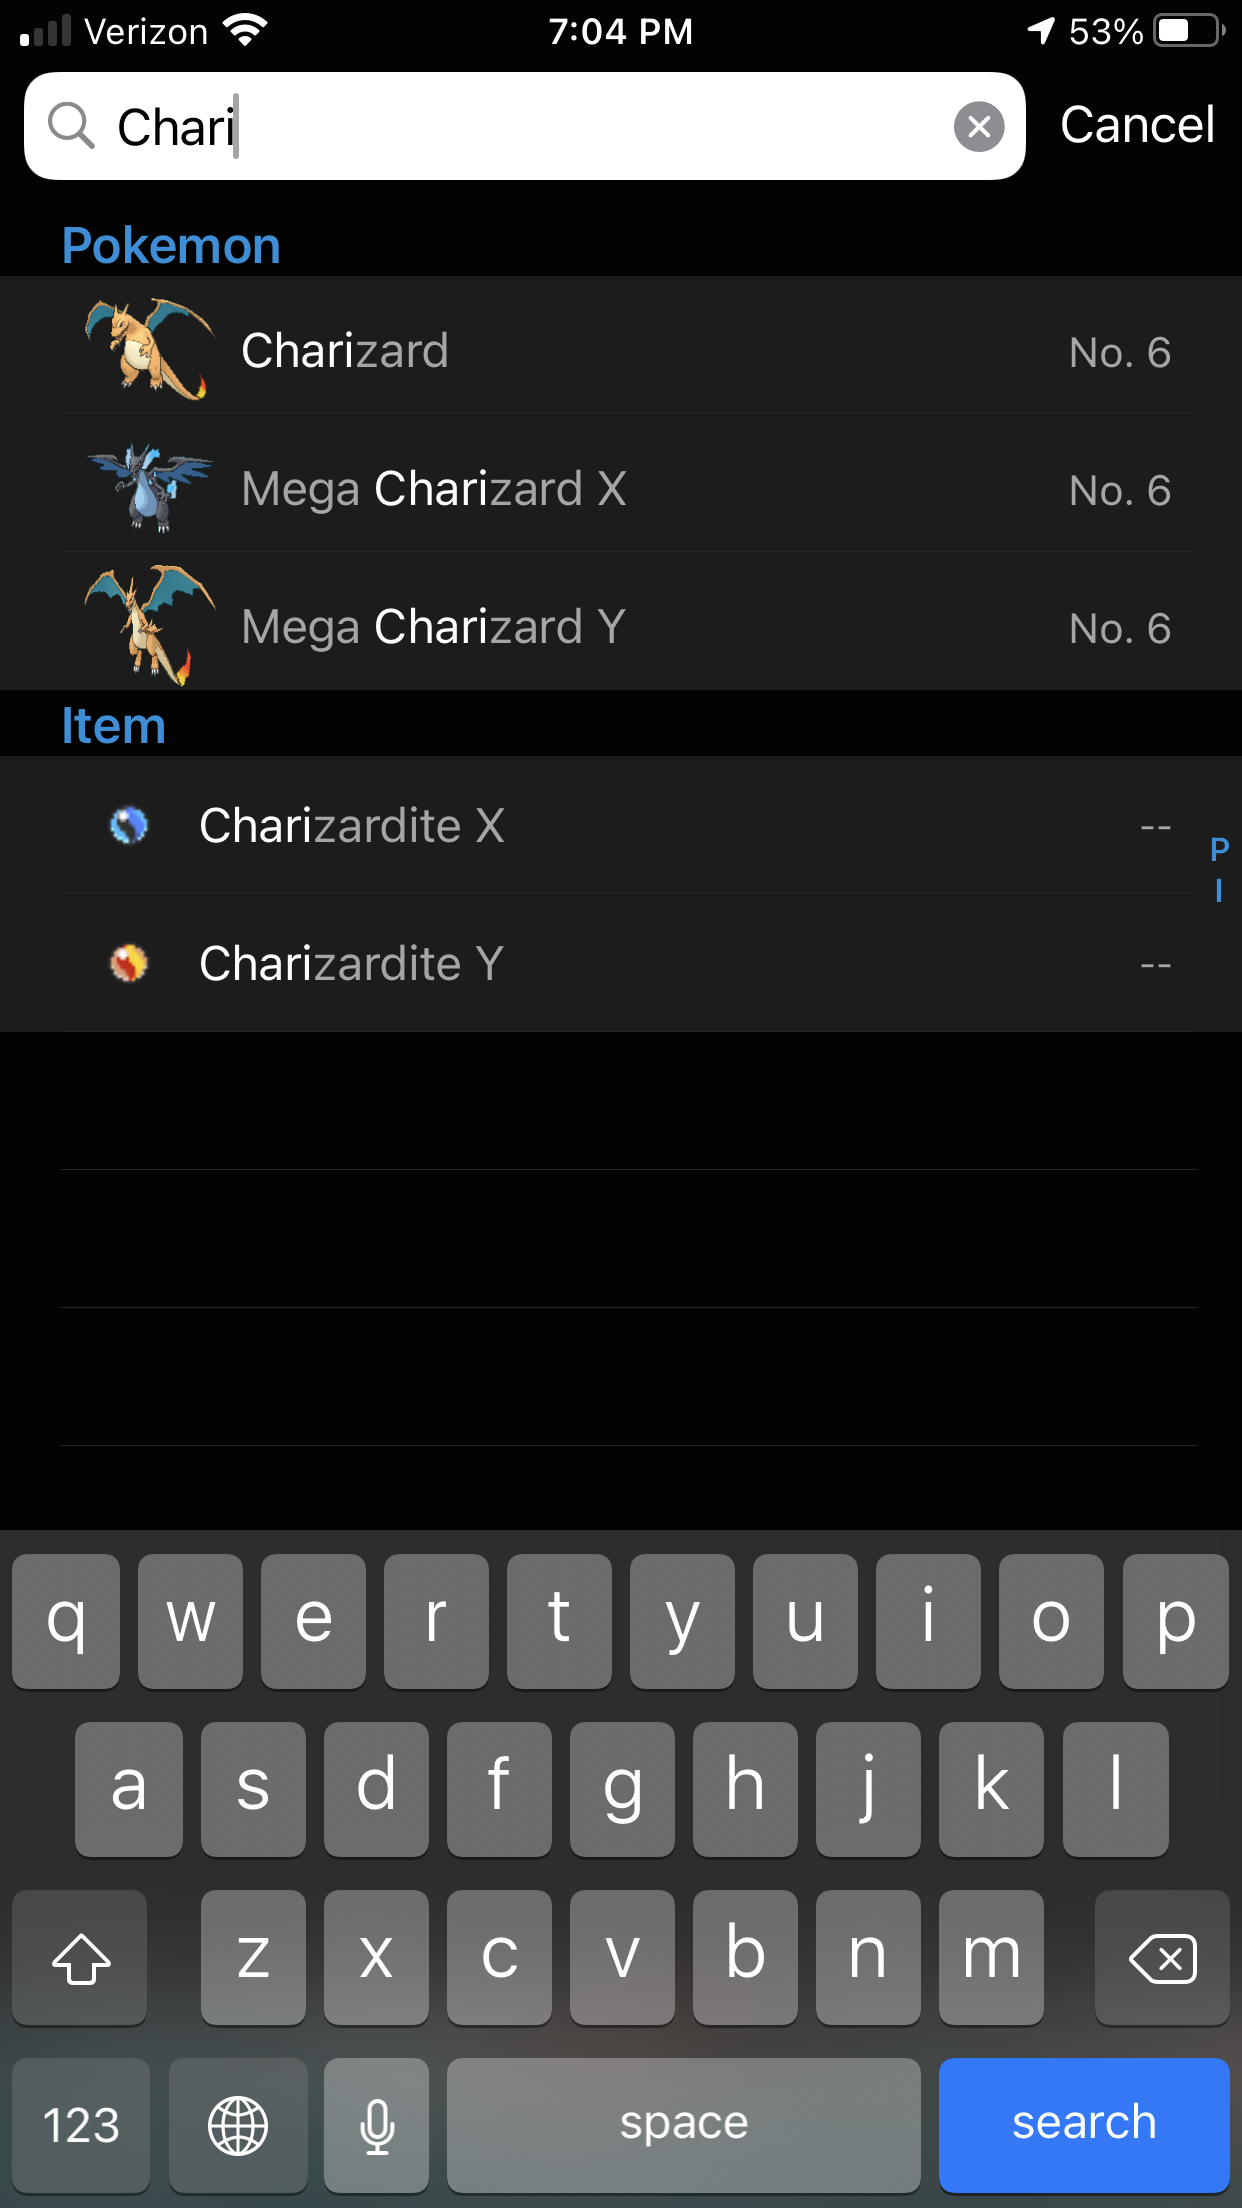 Verizon 7:04 PM 53%
Chari Cancel
Pokemon
Charizard No. 6
Mega Charizard X No. 6
Mega Charizard Y No. 6
Item
Charizardite X --
P
I
Charizardite Y --
q w e r t y u i o p
a s d f g h j k l
z x c v b n m
123 space search